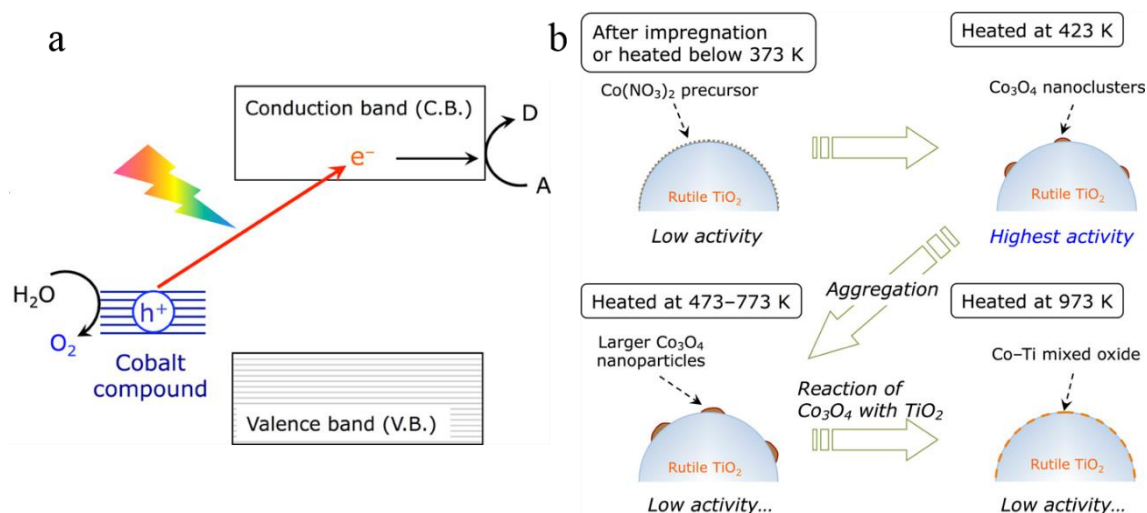 a
Conduction band (C.B.)
e⁻
D
A
H₂O
O₂
h⁺
Cobalt
compound
Valence band (V.B.)
b
After impregnation
or heated below 373 K
Co(NO₃)₂ precursor
Rutile TiO₂
Low activity
Heated at 423 K
Co₃O₄ nanoclusters
Rutile TiO₂
Highest activity
Aggregation
Heated at 473–773 K
Larger Co₃O₄
nanoparticles
Rutile TiO₂
Low activity...
Reaction of
Co₃O₄ with TiO₂
Heated at 973 K
Co–Ti mixed oxide
Rutile TiO₂
Low activity...